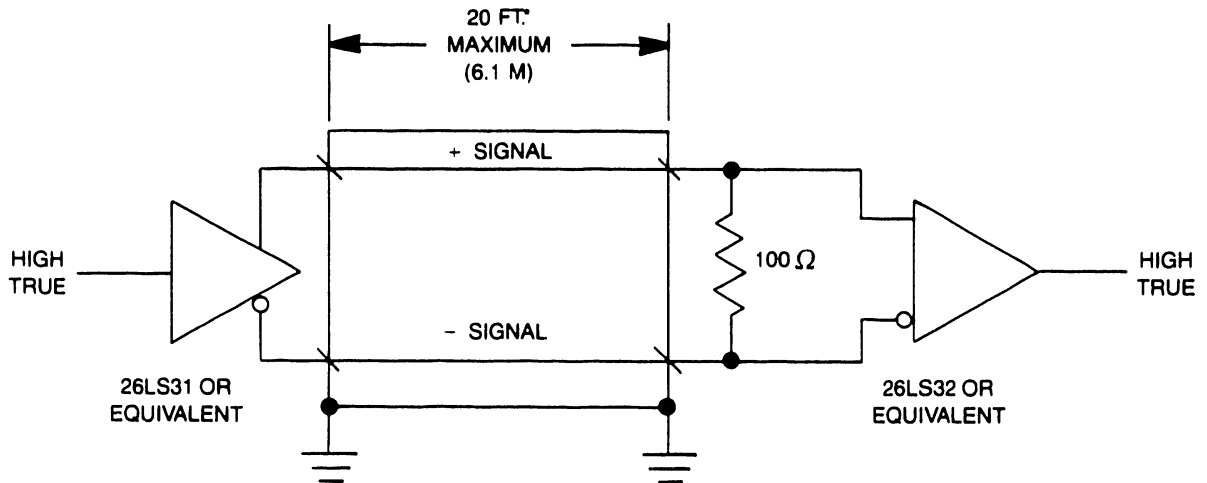 20 FT.*
MAXIMUM
(6.1 M)
+ SIGNAL
HIGH
TRUE
100 Ω
HIGH
TRUE
- SIGNAL
26LS31 OR
EQUIVALENT
26LS32 OR
EQUIVALENT